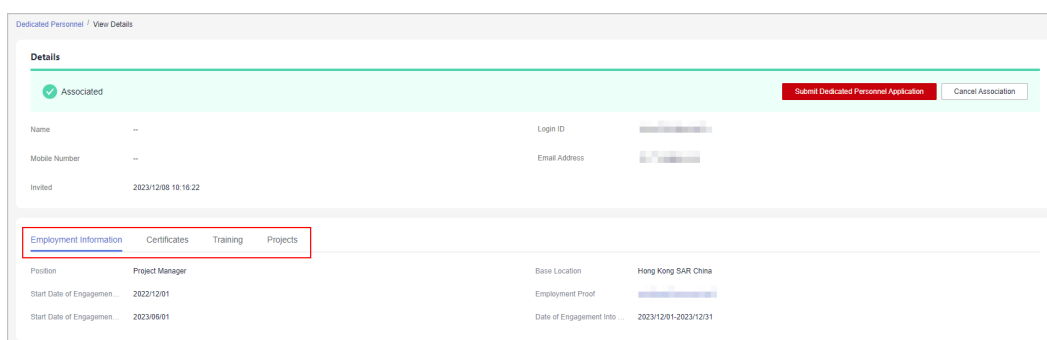 Dedicated Personnel / View Details
Details
Associated
Submit Dedicated Personnel Application
Cancel Association
Name -- Login ID
Mobile Number -- Email Address
Invited 2023/12/08 10:16:22
Employment Information Certificates Training Projects
Position Project Manager Base Location Hong Kong SAR China
Start Date of Engagemen... 2022/12/01 Employment Proof
Start Date of Engagemen... 2023/06/01 Date of Engagement Into ... 2023/12/01-2023/12/31